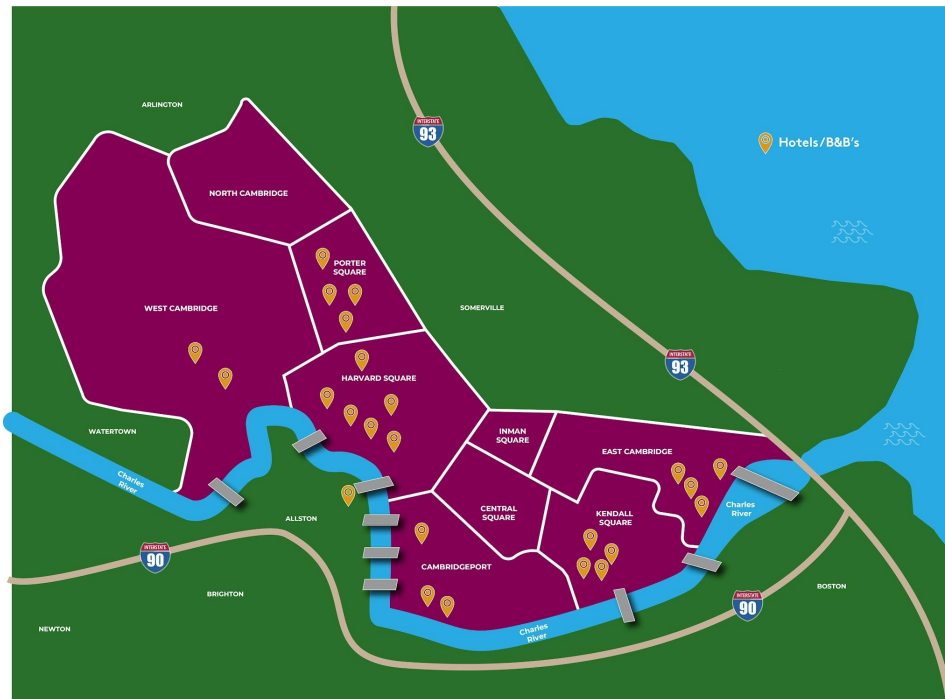 ARLINGTON
INTERSTATE
93
Hotels/B&B's
NORTH CAMBRIDGE
PORTER
SQUARE
WEST CAMBRIDGE
SOMERVILLE
INTERSTATE
93
HARVARD SQUARE
WATERTOWN
INMAN
SQUARE
EAST CAMBRIDGE
Charles
River
CENTRAL
SQUARE
KENDALL
SQUARE
Charles
River
ALLSTON
INTERSTATE
90
CAMBRIDGEPORT
BRIGHTON
BOSTON
INTERSTATE
90
NEWTON
Charles
River